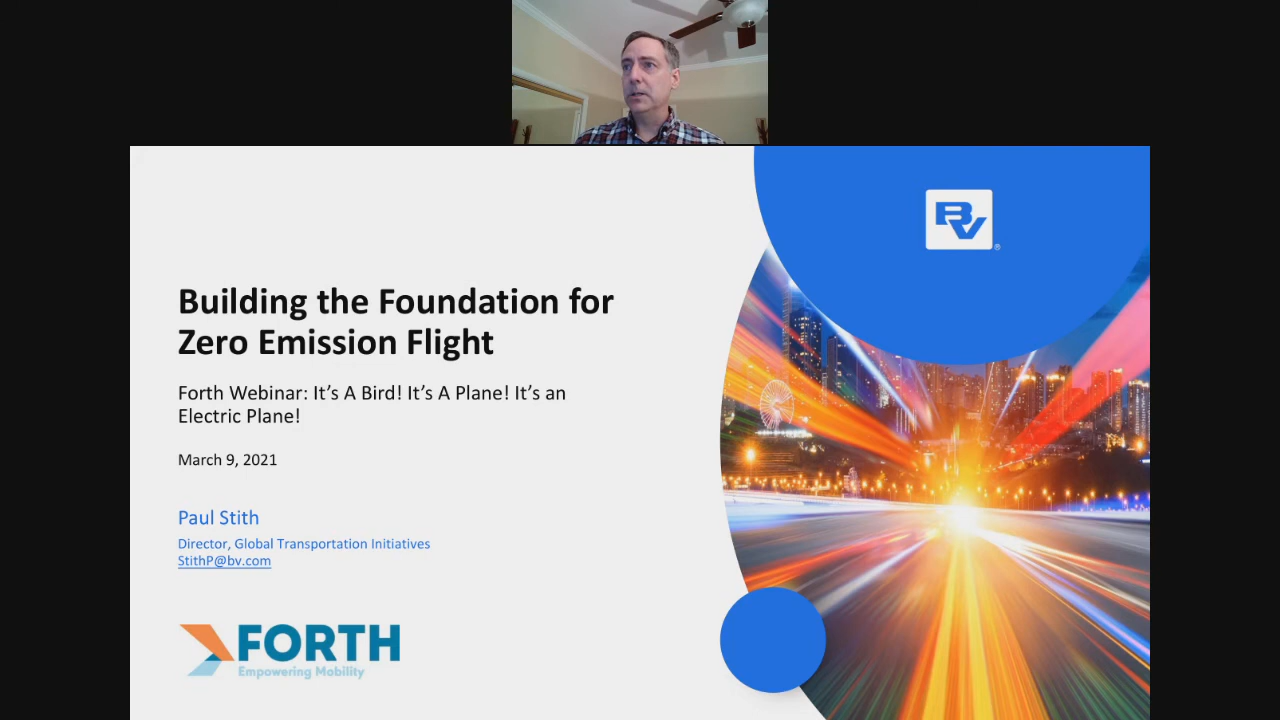 BV
®
Building the Foundation for
Zero Emission Flight
Forth Webinar: It's A Bird! It's A Plane! It's an
Electric Plane!
March 9, 2021
Paul Stith
Director, Global Transportation Initiatives
StithP@bv.com
FORTH
Empowering Mobility